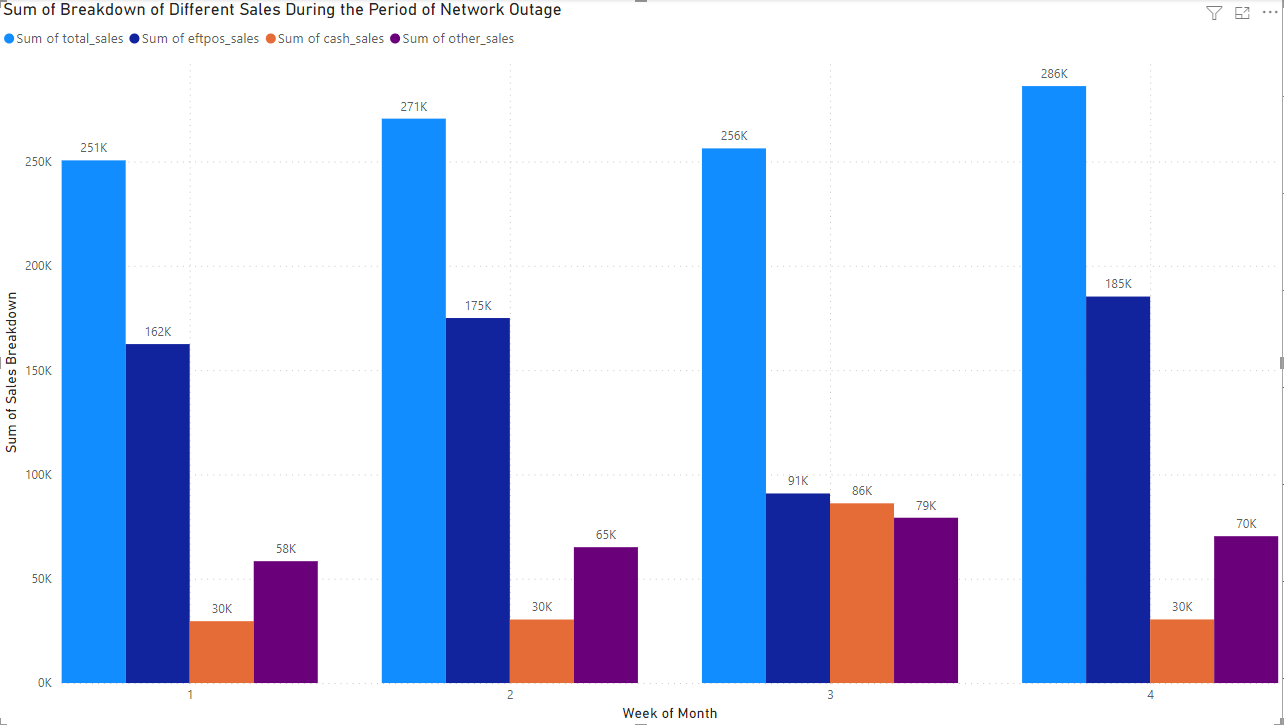 Sum of Breakdown of Different Sales During the Period of Network Outage
Sum of total_sales Sum of eftpos_sales Sum of cash_sales Sum of other_sales
Sum of Sales Breakdown
250K
200K
150K
100K
50K
0K
251K
162K
30K
58K
271K
175K
30K
65K
256K
91K
86K
79K
286K
185K
30K
70K
1 2 3 4
Week of Month